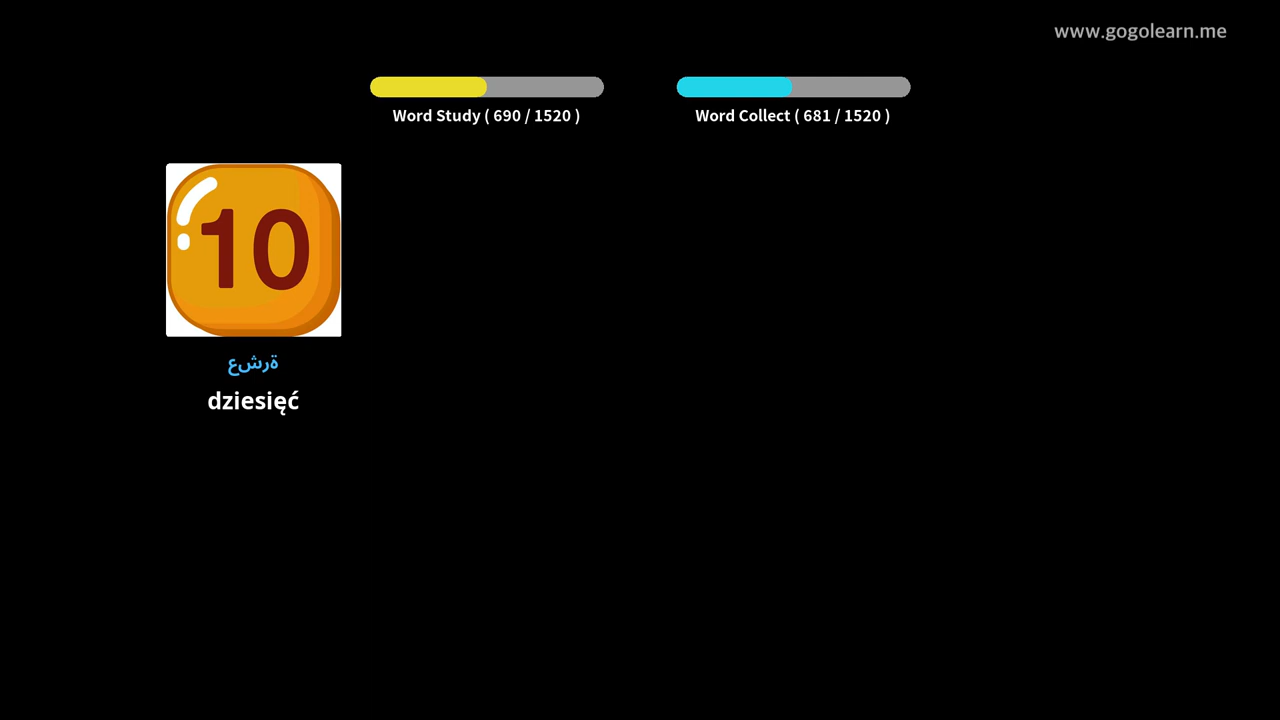 www.gogolearn.me
Word Study ( 690 / 1520 )
Word Collect ( 681 / 1520 )
10
ةرشع
dziesięć